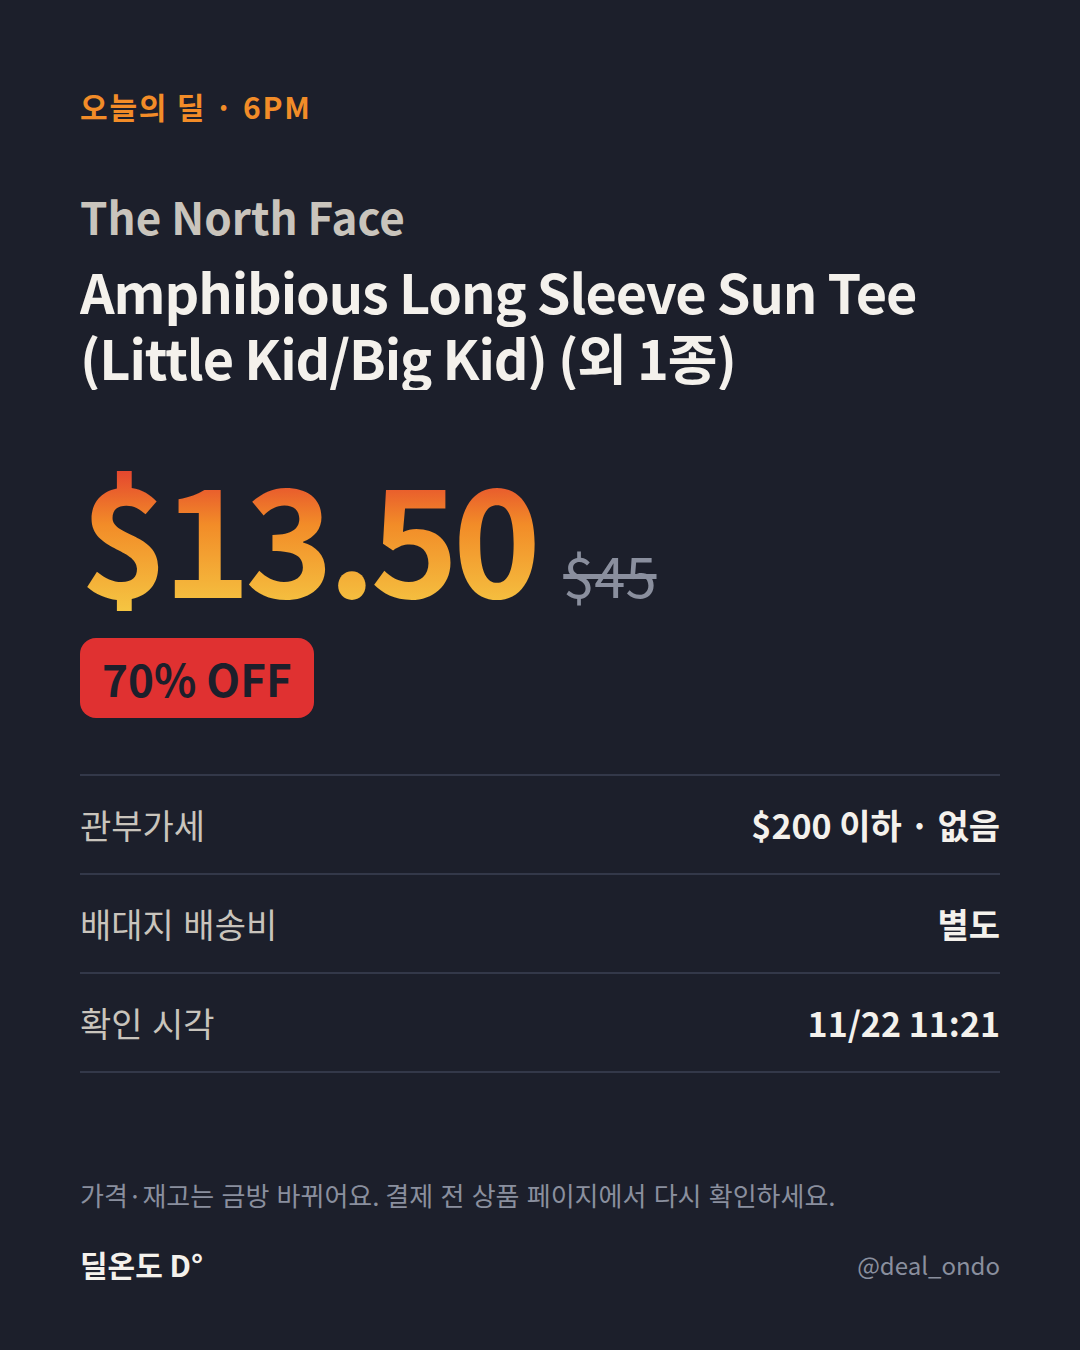 오늘의 딜 · 6PM
The North Face
Amphibious Long Sleeve Sun Tee
(Little Kid/Big Kid) (외 1종)
$13.50 $45
70% OFF
관부가세 $200 이하 · 없음
배대지 배송비 별도
확인 시각 11/22 11:21
가격·재고는 금방 바뀌어요. 결제 전 상품 페이지에서 다시 확인하세요.
딜온도 D° @deal_ondo